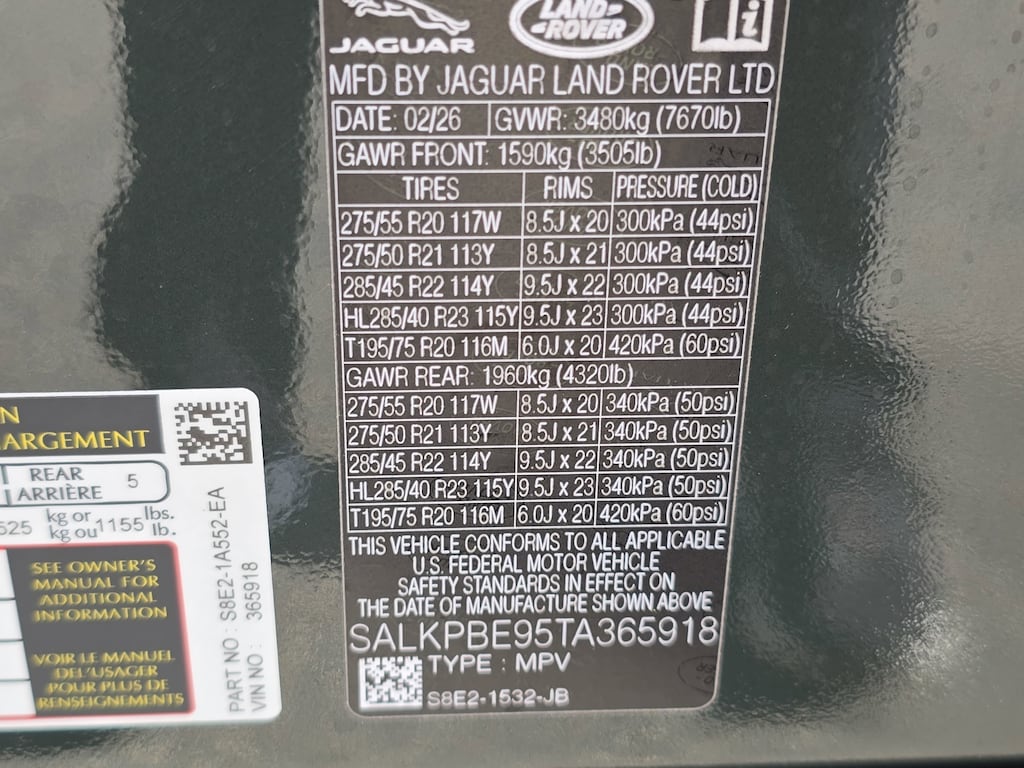 JAGUAR
LAND-
-ROVER
i
MFD BY JAGUAR LAND ROVER LTD
DATE: 02/26 GVWR: 3480kg (7670lb)
GAWR FRONT: 1590kg (3505lb)
TIRES RIMS PRESSURE (COLD)
275/55 R20 117W 8.5J x 20 300kPa (44psi)
275/50 R21 113Y 8.5J x 21 300kPa (44psi)
285/45 R22 114Y 9.5J x 22 300kPa (44psi)
HL285/40 R23 115Y 9.5J x 23 300kPa (44psi)
T195/75 R20 116M 6.0J x 20 420kPa (60psi)
GAWR REAR: 1960kg (4320lb)
275/55 R20 117W 8.5J x 20 340kPa (50psi)
275/50 R21 113Y 8.5J x 21 340kPa (50psi)
285/45 R22 114Y 9.5J x 22 340kPa (50psi)
HL285/40 R23 115Y 9.5J x 23 340kPa (50psi)
T195/75 R20 116M 6.0J x 20 420kPa (60psi)
THIS VEHICLE CONFORMS TO ALL APPLICABLE
U.S. FEDERAL MOTOR VEHICLE
SAFETY STANDARDS IN EFFECT ON
THE DATE OF MANUFACTURE SHOWN ABOVE
SALKPBE95TA365918
TYPE : MPV
S8E2-1532-JB
N
ARGEMENT
REAR
ARRIÈRE 5
525 kg or 1155 lbs.
kg ou lb.
SEE OWNER'S
MANUAL FOR
ADDITIONAL
INFORMATION
VOIR LE MANUEL
DEL'USAGER
POUR PLUS DE
RENSEIGNEMENTS
PART NO : S8E2-1A552-EA
VIN NO : 365918